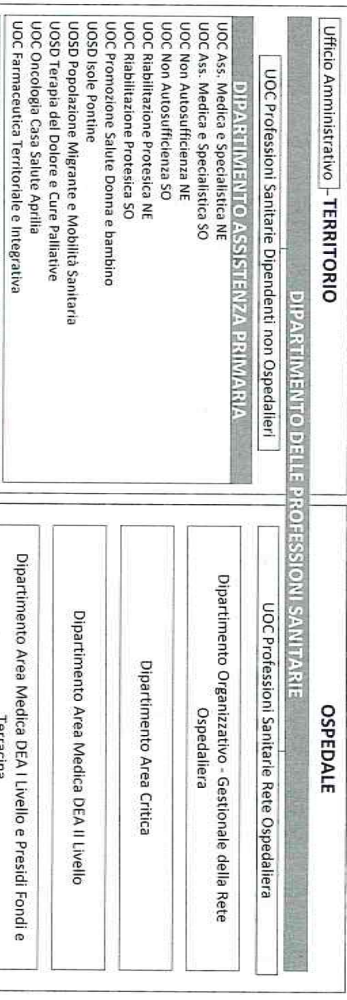 Ufficio Amministrativo - TERRITORIO
OSPEDALE
DIPARTIMENTO DELLE PROFESSIONI SANITARIE
UOC Professioni Sanitarie Dipendenti non Ospedalieri
UOC Professioni Sanitarie Rete Ospedaliera
DIPARTIMENTO ASSISTENZA PRIMARIA
UOC Ass. Medica e Specialistica NE
UOC Ass. Medica e Specialistica SO
UOC Non Autosufficienza NE
UOC Non Autosufficienza SO
UOC Riabilitazione Protesica NE
UOC Riabilitazione Protesica SO
UOC Promozione Salute Donna e bambino
UOSD Isole Pontine
UOSD Popolazione Migrante e Mobilità Sanitaria
UOSD Terapia del Dolore e Cure Palliative
UOC Oncologia Casa Salute Aprilia
UOC Farmaceutica Territoriale e Integrativa
Dipartimento Organizzativo - Gestionale della Rete
Ospedaliera
Dipartimento Area Critica
Dipartimento Area Medica DEA II Livello
Dipartimento Area Medica DEA I Livello e Presidi Fondi e
Terracina